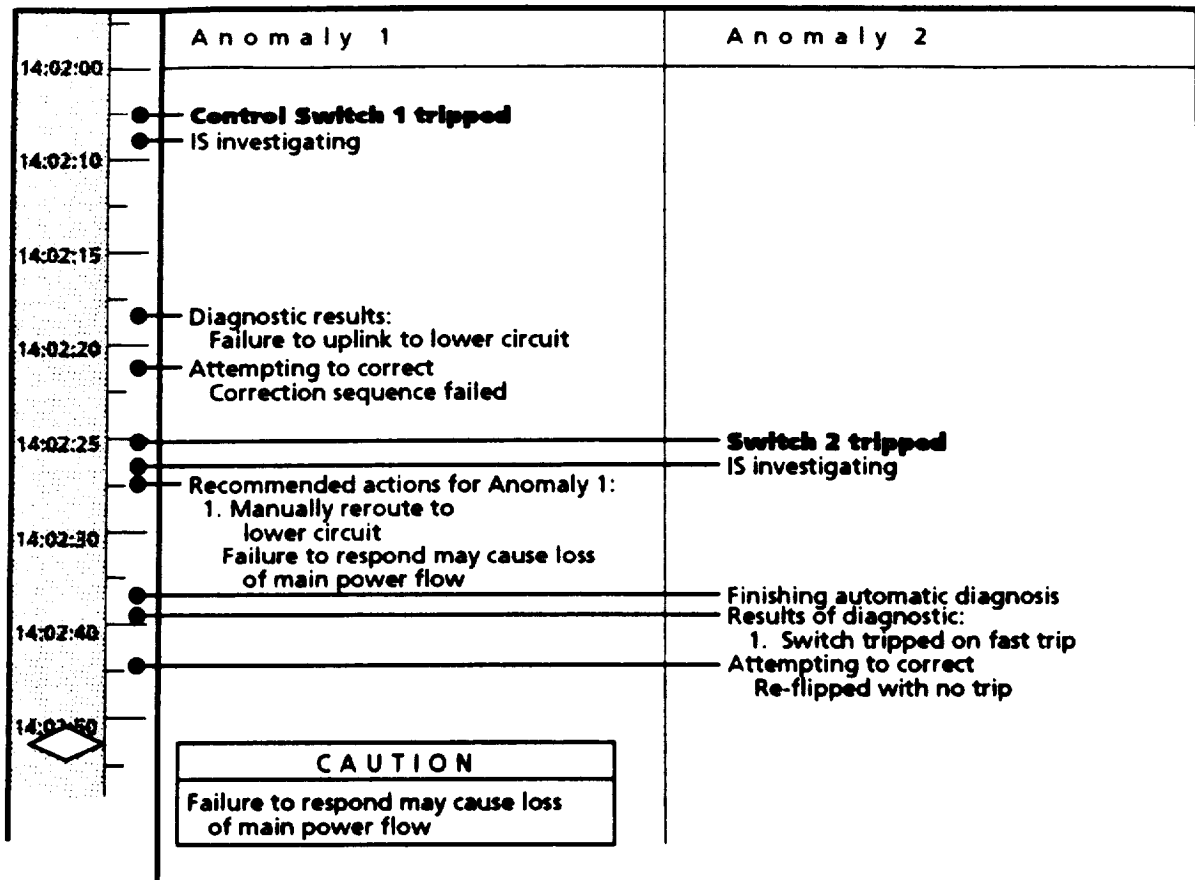 Anomaly 1
Anomaly 2
14:02:00
Control Switch 1 tripped
IS investigating
14:02:10
14:02:15
Diagnostic results:
Failure to uplink to lower circuit
14:02:20
Attempting to correct
Correction sequence failed
14:02:25
Switch 2 tripped
IS investigating
Recommended actions for Anomaly 1:
1. Manually reroute to
lower circuit
14:02:30
Failure to respond may cause loss
of main power flow
Finishing automatic diagnosis
Results of diagnostic:
14:02:40
1. Switch tripped on fast trip
Attempting to correct
Re-flipped with no trip
14:02:50
CAUTION
Failure to respond may cause loss
of main power flow